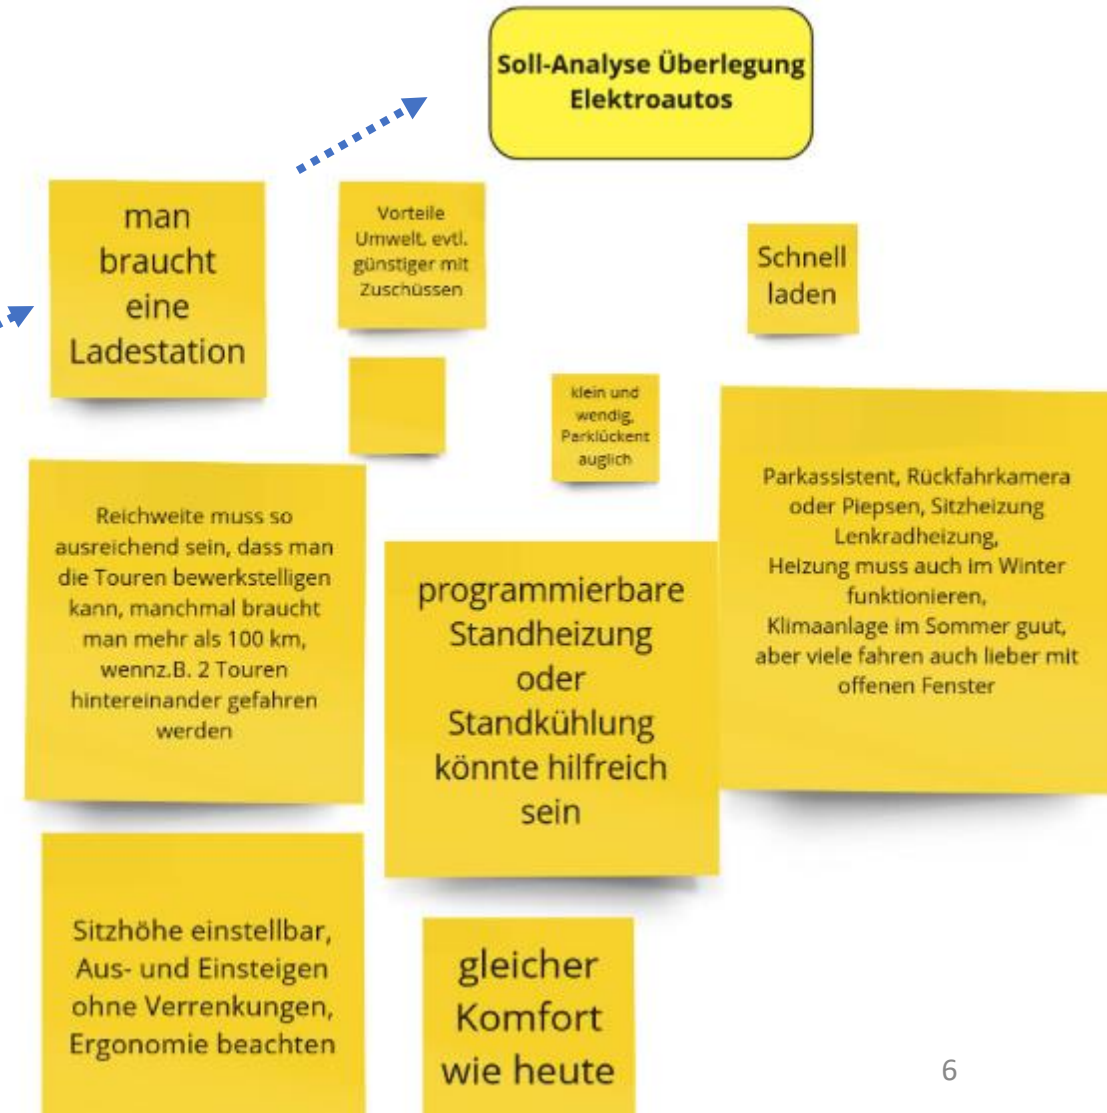 Soll-Analyse Überlegung
Elektroautos
man
braucht
eine
Ladestation
Vorteile
Umwelt, evtl.
günstiger mit
Zuschüssen
Schnell
laden
klein und
wendig,
Parklückent
auglich
Reichweite muss so
ausreichend sein, dass man
die Touren bewerkstelligen
kann, manchmal braucht
man mehr als 100 km,
wennz.B. 2 Touren
hintereinander gefahren
werden
programmierbare
Standheizung
oder
Standkühlung
könnte hilfreich
sein
Parkassistent, Rückfahrkamera
oder Piepsen, Sitzheizung
Lenkradheizung,
Heizung muss auch im Winter
funktionieren,
Klimaanlage im Sommer guut,
aber viele fahren auch lieber mit
offenen Fenster
Sitzhöhe einstellbar,
Aus- und Einsteigen
ohne Verrenkungen,
Ergonomie beachten
gleicher
Komfort
wie heute
6